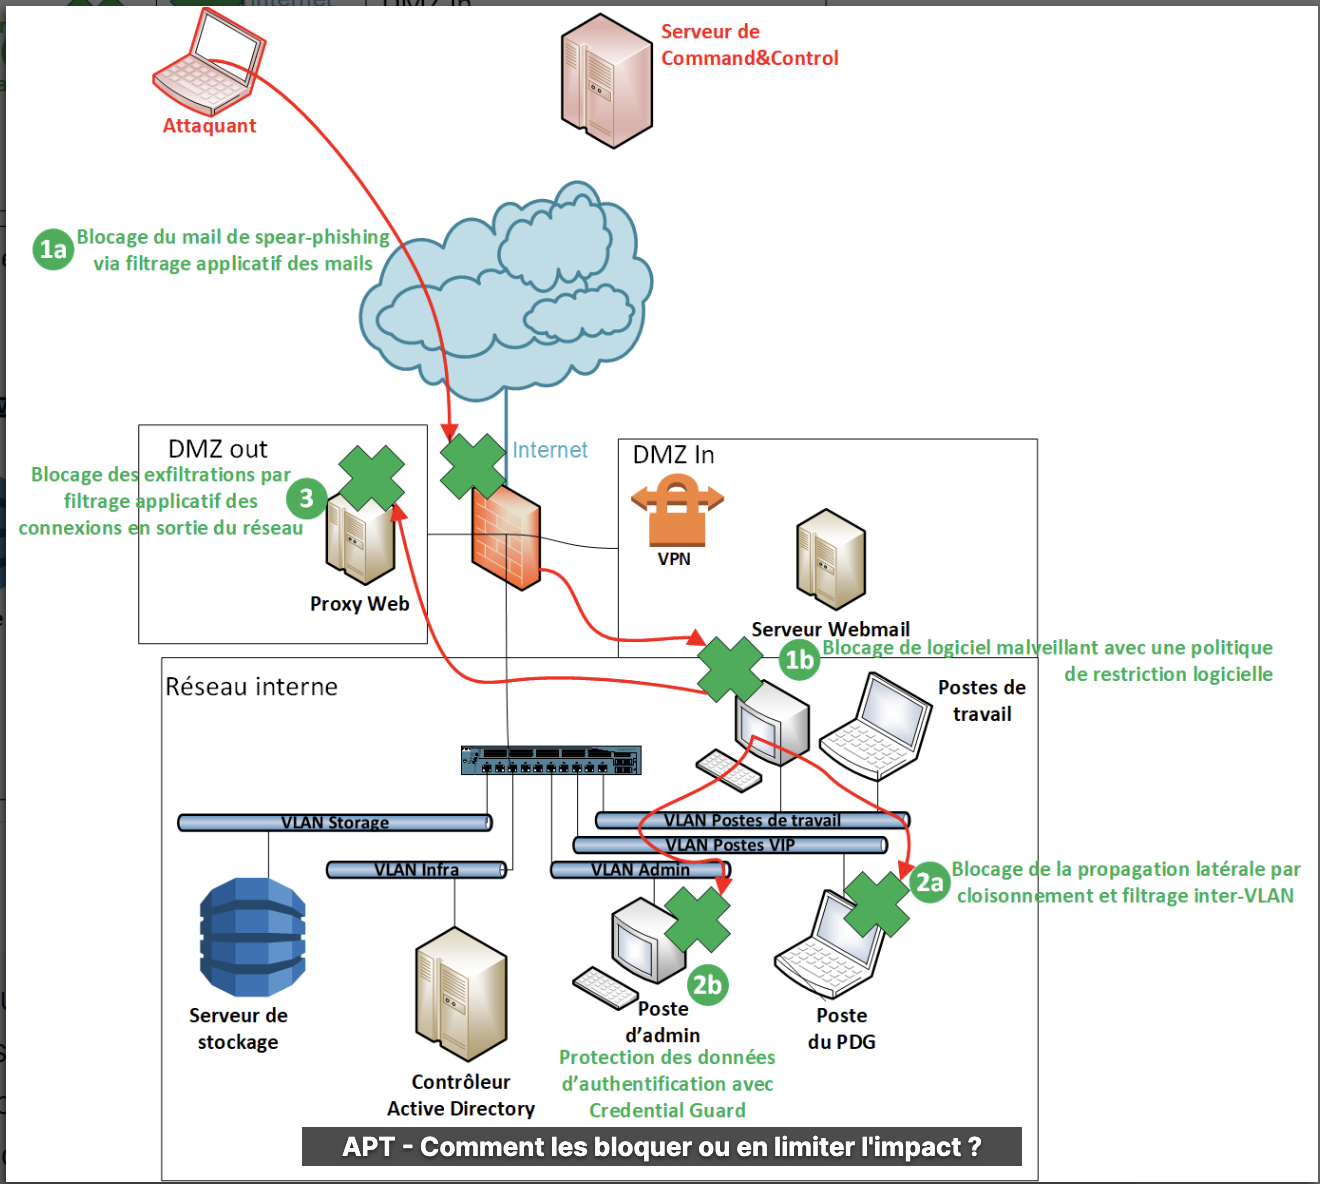 Internet
DMZ In
Serveur de
Command&Control
Attaquant
1a
Blocage du mail de spear-phishing
via filtrage applicatif des mails
Internet
DMZ out
DMZ In
Blocage des exfiltrations par
filtrage applicatif des
connexions en sortie du réseau
3
VPN
Proxy Web
Serveur Webmail
1b
Blocage de logiciel malveillant avec une politique
de restriction logicielle
Réseau interne
Postes de
travail
VLAN Storage
VLAN Postes de travail
VLAN Postes VIP
VLAN Infra
VLAN Admin
2a
Blocage de la propagation latérale par
cloisonnement et filtrage inter-VLAN
2b
Serveur de
stockage
Poste
d'admin
Poste
du PDG
Protection des données
d'authentification avec
Credential Guard
Contrôleur
Active Directory
APT - Comment les bloquer ou en limiter l'impact ?